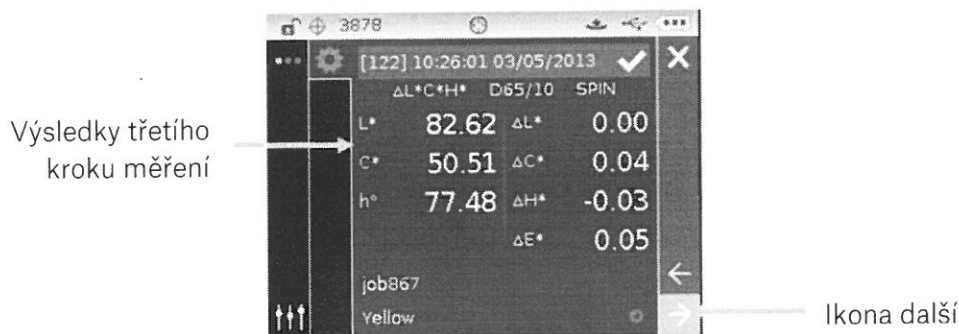 3878
[122] 10:26:01 03/05/2013
ΔL*C*H* D65/10 SPIN
L* 82.62 ΔL* 0.00
C* 50.51 ΔC* 0.04
h° 77.48 ΔH* -0.03
ΔE* 0.05
job867
Yellow
Výsledky třetího
kroku měření
Ikona další